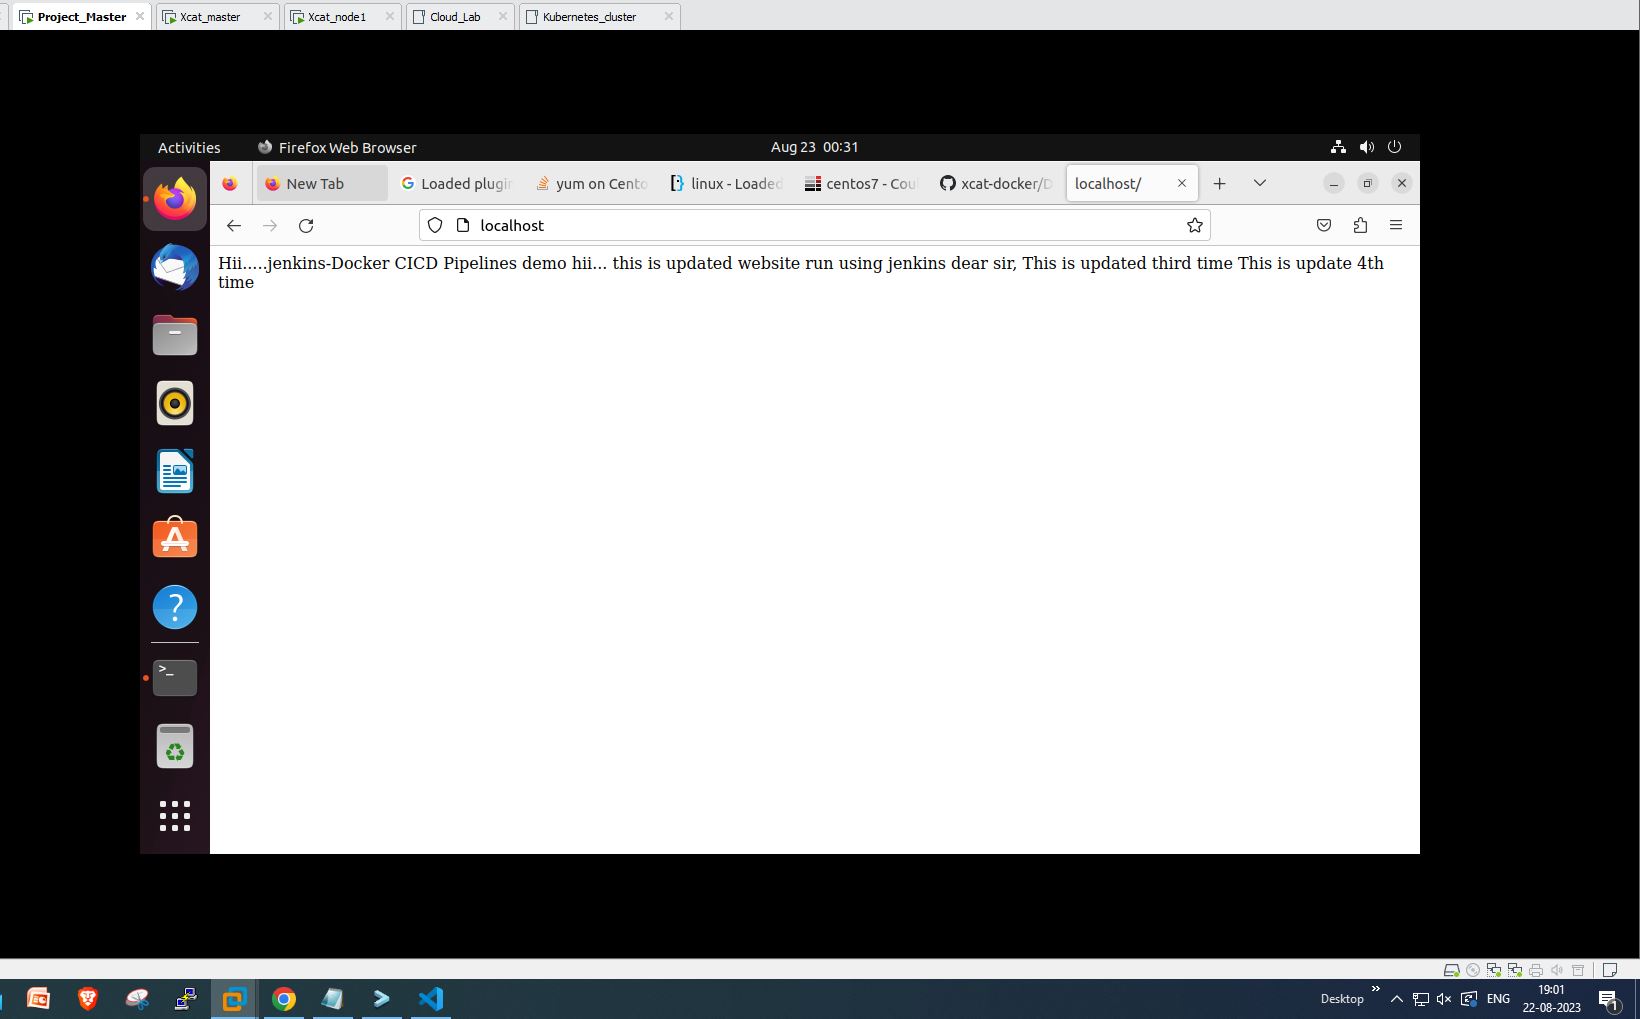 Project_Master
Xcat_master
Xcat_node1
Cloud_Lab
Kubernetes_cluster
Activities
Firefox Web Browser
Aug 23 00:31
New Tab
Loaded plugin
yum on Cento
linux - Loaded
centos7 - Cou
xcat-docker/D
localhost/
localhost
Hii.....jenkins-Docker CICD Pipelines demo hii... this is updated website run using jenkins dear sir, This is updated third time This is update 4th
time
Desktop
ENG
19:01
22-08-2023
1